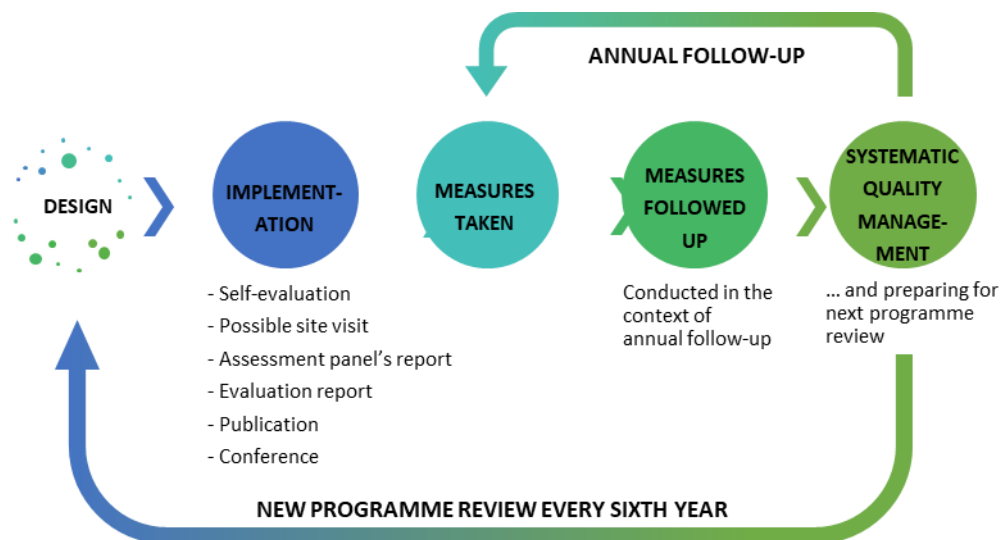 ANNUAL FOLLOW-UP
DESIGN
IMPLEMENT-
ATION
MEASURES
TAKEN
MEASURES
FOLLOWED
UP
SYSTEMATIC
QUALITY
MANAGE-
MENT
- Self-evaluation
- Possible site visit
- Assessment panel's report
- Evaluation report
- Publication
- Conference
Conducted in the
context of
annual follow-up
... and preparing for
next programme
review
NEW PROGRAMME REVIEW EVERY SIXTH YEAR